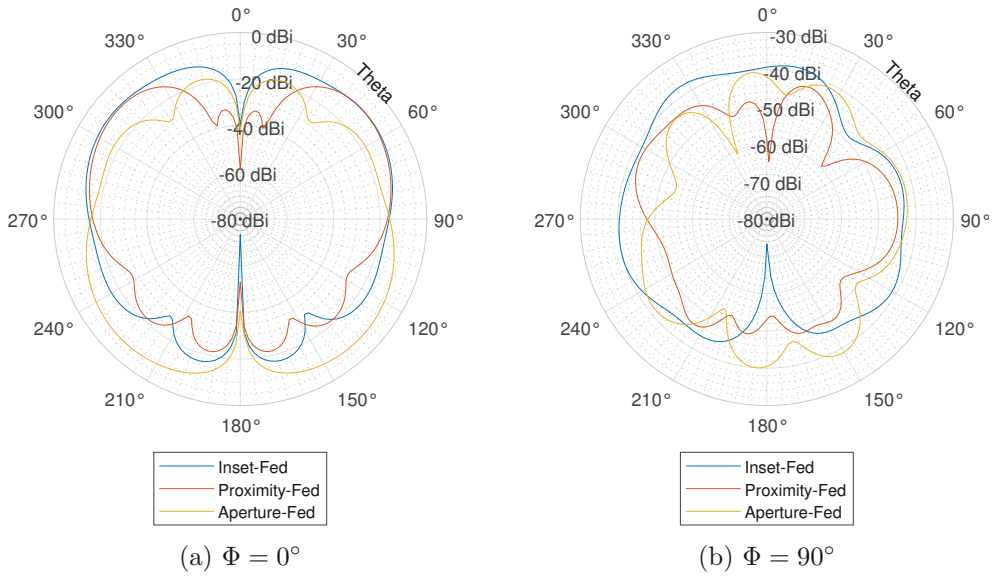 0°
30°
60°
90°
120°
150°
180°
210°
240°
270°
300°
330°
Theta
0 dBi
-20 dBi
-40 dBi
-60 dBi
-80 dBi
Inset-Fed
Proximity-Fed
Aperture-Fed
(a) Φ = 0°
0°
30°
60°
90°
120°
150°
180°
210°
240°
270°
300°
330°
Theta
-30 dBi
-40 dBi
-50 dBi
-60 dBi
-70 dBi
-80 dBi
Inset-Fed
Proximity-Fed
Aperture-Fed
(b) Φ = 90°